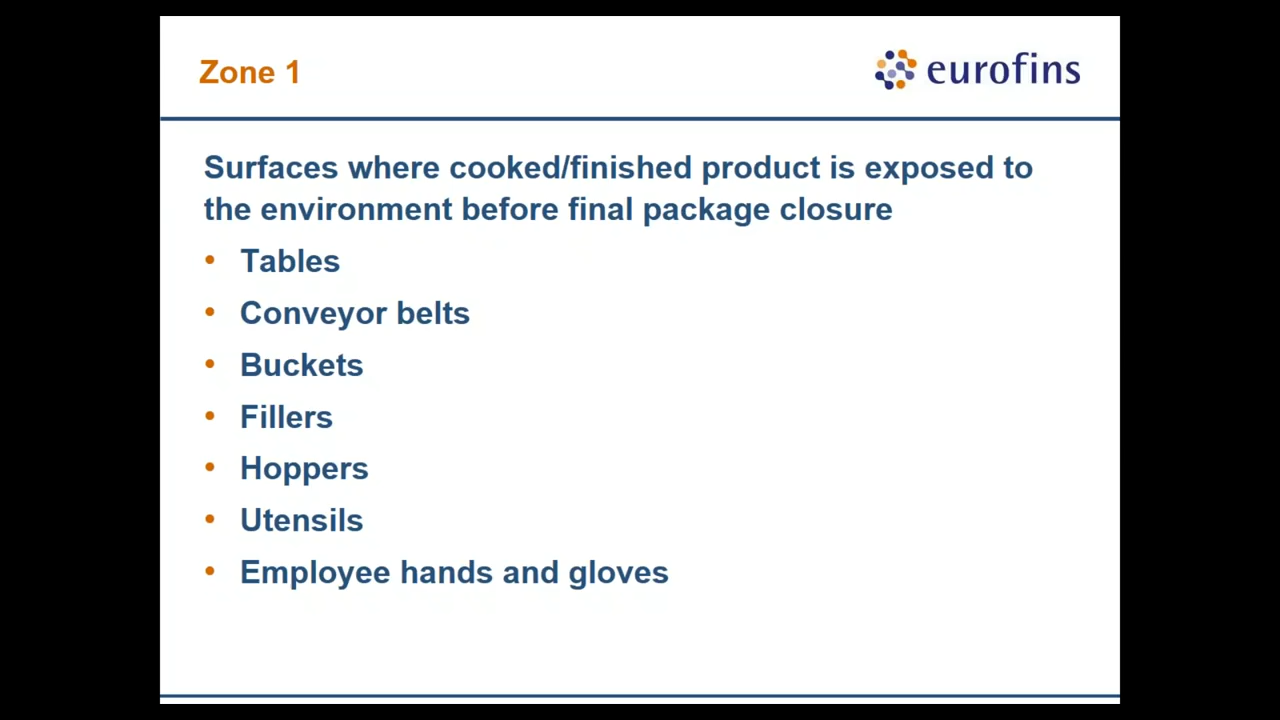 Zone 1
eurofins
Surfaces where cooked/finished product is exposed to
the environment before final package closure
• Tables
• Conveyor belts
• Buckets
• Fillers
• Hoppers
• Utensils
• Employee hands and gloves